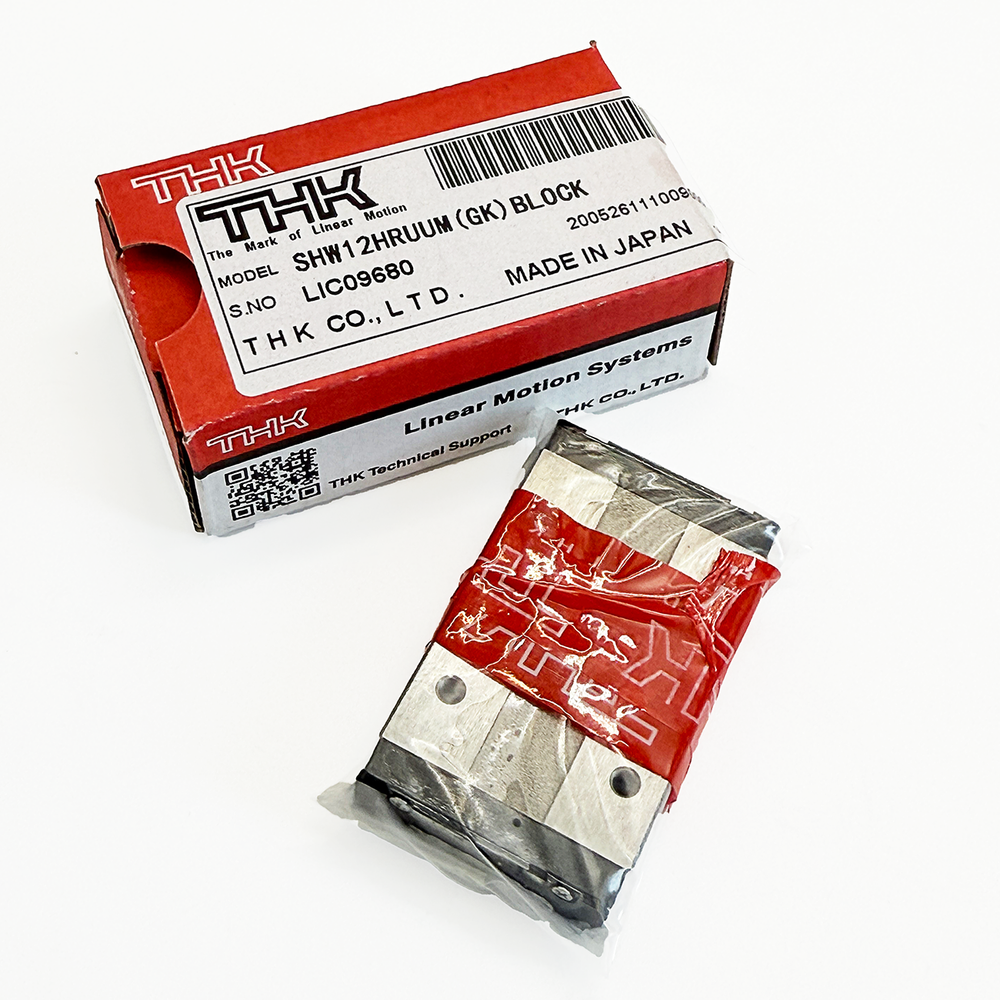 THK
THK
The Mark of Linear Motion
MODEL SHW12HRUUM(GK)BLOCK
S.NO LIC09680
2005261110090
THK CO., LTD.
MADE IN JAPAN
THK
Linear Motion Systems
THK Technical Support
THK CO., LTD.